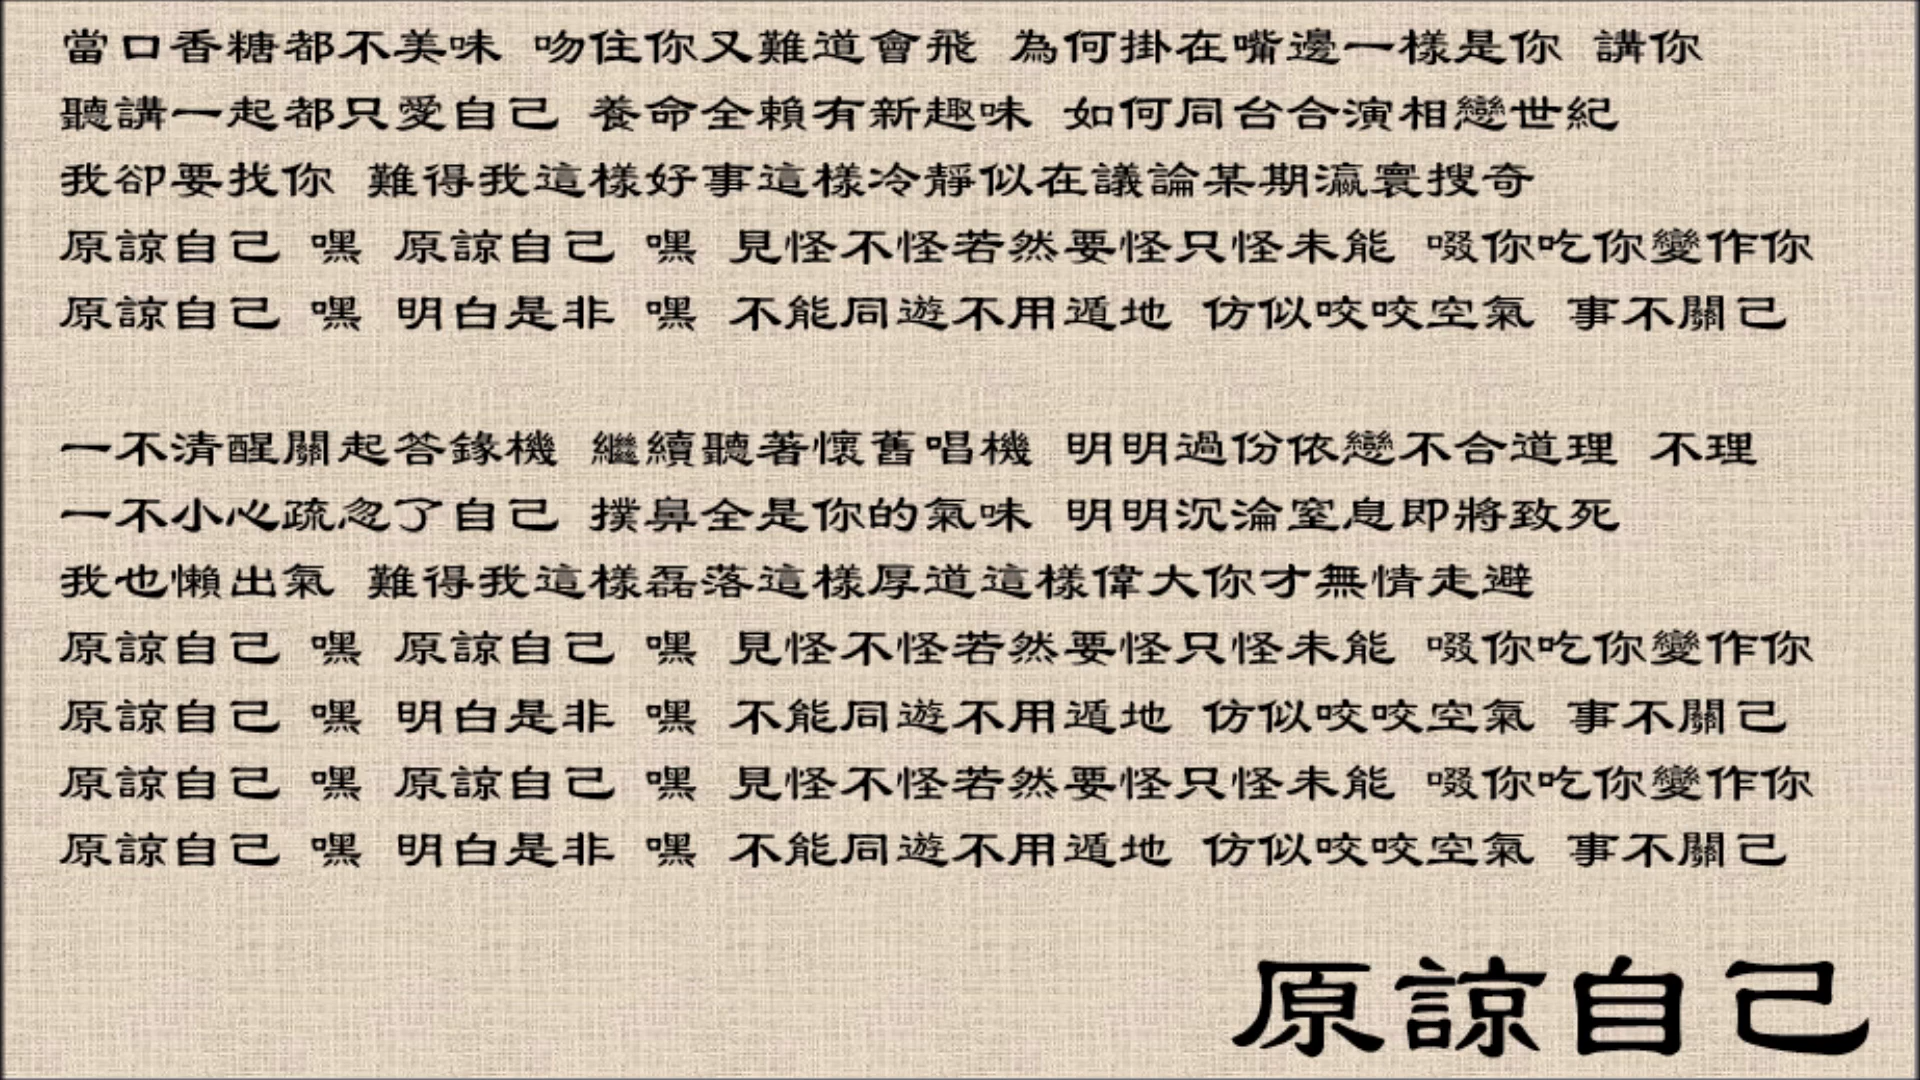 當口香糖都不美味 吻住你又難道會飛 為何掛在嘴邊一樣是你 講你
聽講一起都只愛自己 養命全賴有新趣味 如何同台合演相戀世紀
我卻要找你 難得我這樣好事這樣冷靜似在議論某期瀛寰搜奇
原諒自己 嘿 原諒自己 嘿 見怪不怪若然要怪只怪未能 啜你吃你變作你
原諒自己 嘿 明白是非 嘿 不能同遊不用遁地 仿似咬咬空氣 事不關己
一不清醒關起答錄機 繼續聽著懷舊唱機 明明過份依戀不合道理 不理
一不小心疏忽了自己 撲鼻全是你的氣味 明明沉淪窒息即將致死
我也懶出氣 難得我這樣磊落這樣厚道這樣偉大你才無情走避
原諒自己 嘿 原諒自己 嘿 見怪不怪若然要怪只怪未能 啜你吃你變作你
原諒自己 嘿 明白是非 嘿 不能同遊不用遁地 仿似咬咬空氣 事不關己
原諒自己 嘿 原諒自己 嘿 見怪不怪若然要怪只怪未能 啜你吃你變作你
原諒自己 嘿 明白是非 嘿 不能同遊不用遁地 仿似咬咬空氣 事不關己
原諒自己